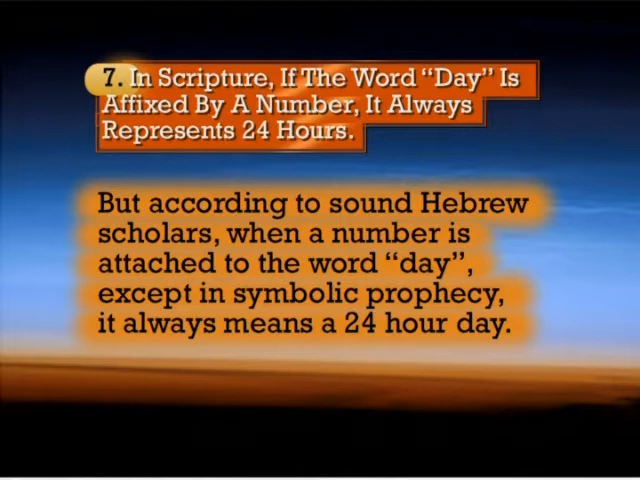 7. In Scripture, If The Word “Day” Is
Affixed By A Number, It Always
Represents 24 Hours.
But according to sound Hebrew
scholars, when a number is
attached to the word “day”,
except in symbolic prophecy,
it always means a 24 hour day.